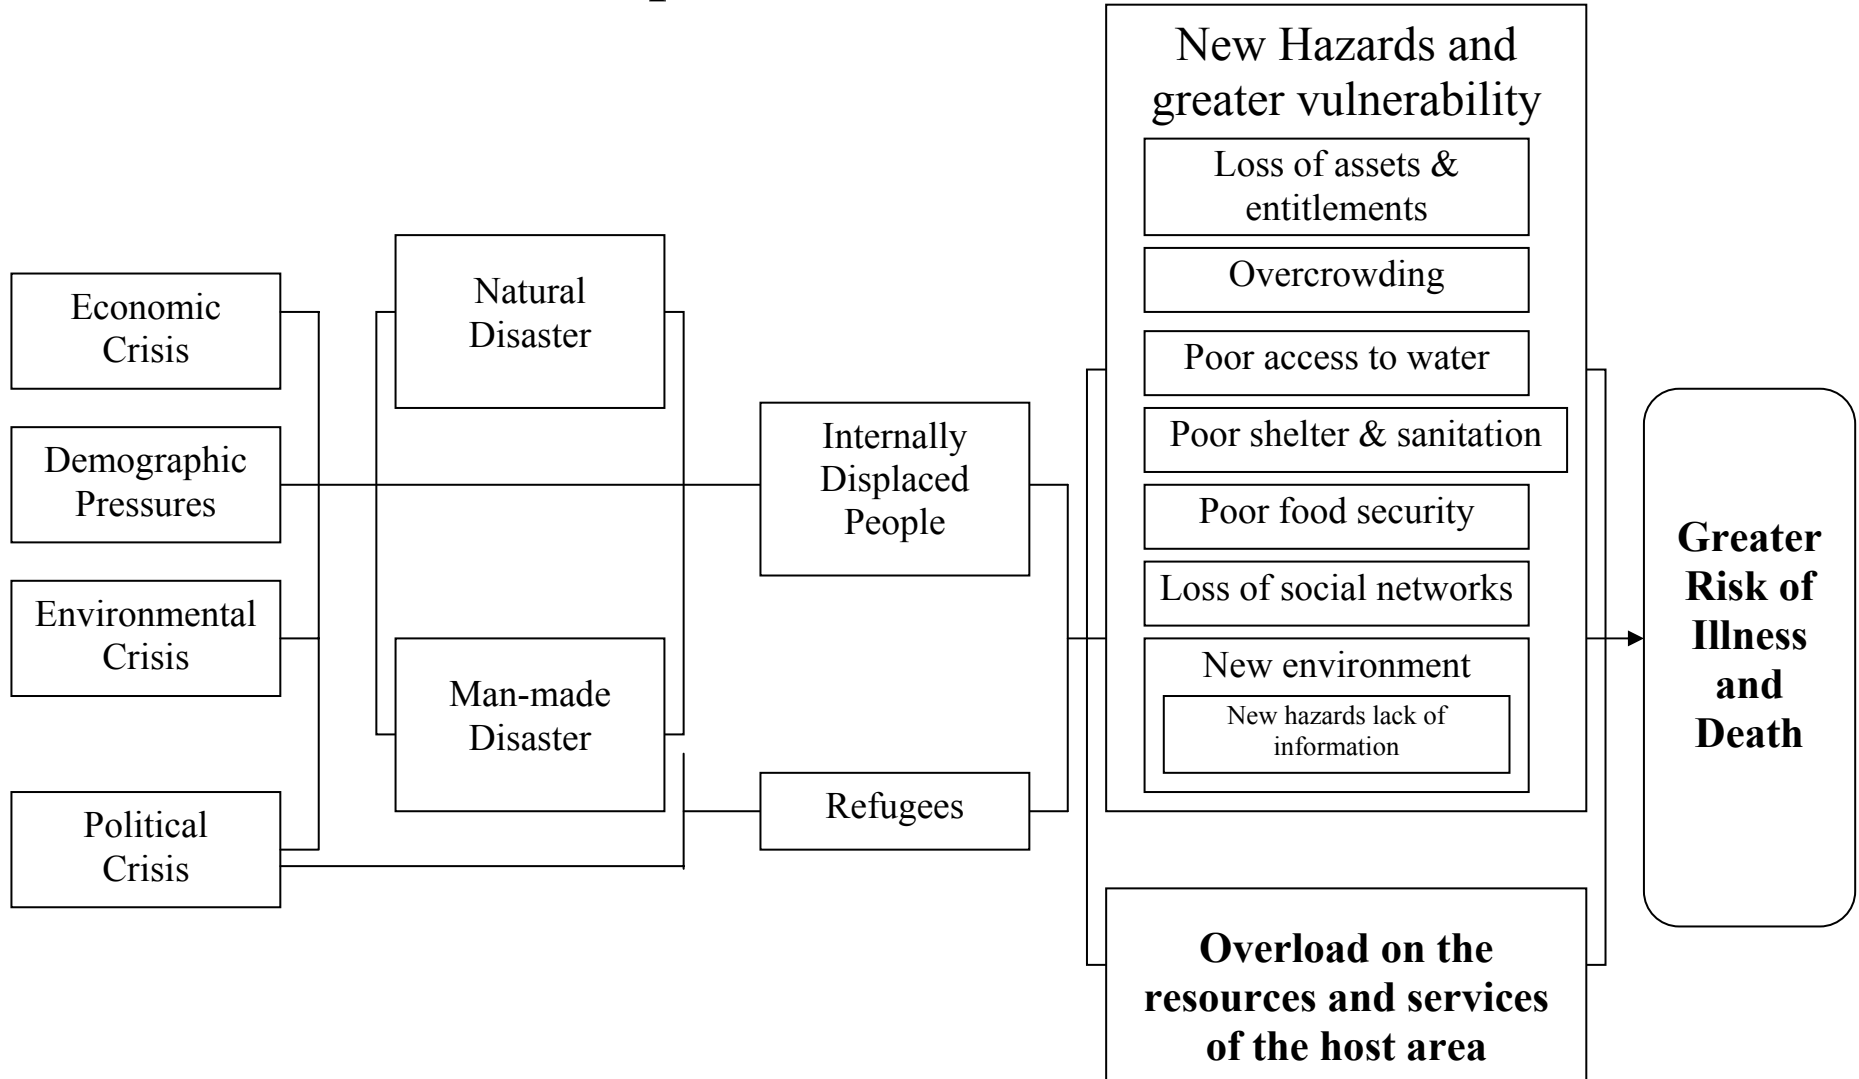 Economic
Crisis
Demographic
Pressures
Environmental
Crisis
Political
Crisis
Natural
Disaster
Man-made
Disaster
Internally
Displaced
People
Refugees
New Hazards and
greater vulnerability
Loss of assets &
entitlements
Overcrowding
Poor access to water
Poor shelter & sanitation
Poor food security
Loss of social networks
New environment
New hazards lack of
information
Overload on the
resources and services
of the host area
Greater
Risk of
Illness
and
Death